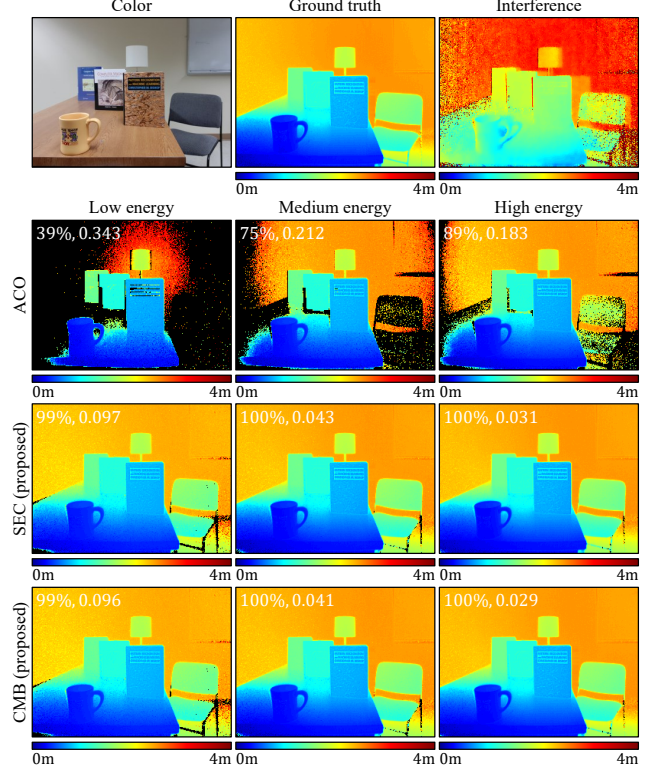 Color Ground truth Interference
0m 4m 0m 4m
Low energy Medium energy High energy
ACO
39%, 0.343 75%, 0.212 89%, 0.183
0m 4m 0m 4m 0m 4m
SEC (proposed)
99%, 0.097 100%, 0.043 100%, 0.031
0m 4m 0m 4m 0m 4m
CMB (proposed)
99%, 0.096 100%, 0.041 100%, 0.029
0m 4m 0m 4m 0m 4m